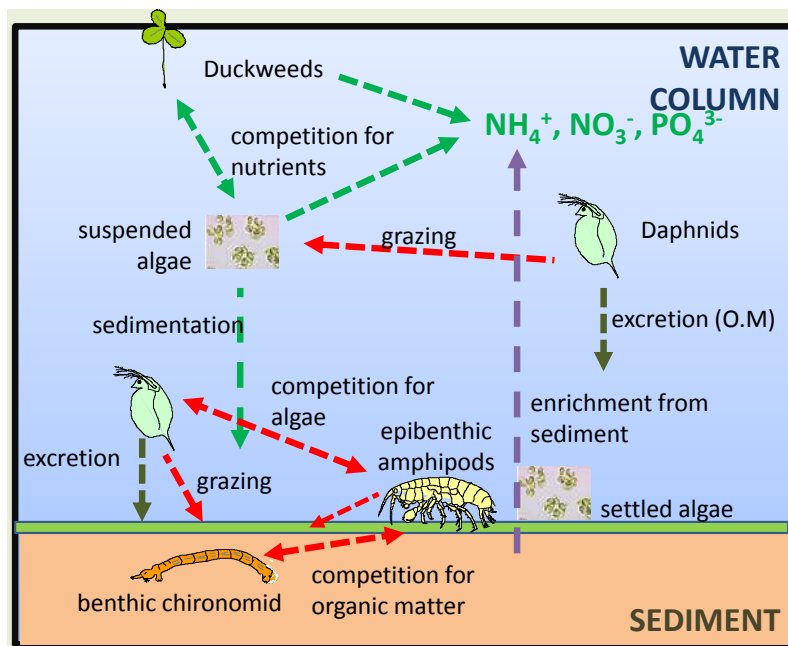 WATER
COLUMN
Duckweeds
NH₄⁺, NO₃⁻, PO₄³⁻
competition for
nutrients
suspended
algae
grazing
Daphnids
sedimentation
excretion (O.M)
competition for
algae
enrichment from
sediment
epibenthic
amphipods
excretion
grazing
settled algae
benthic chironomid
competition for
organic matter
SEDIMENT